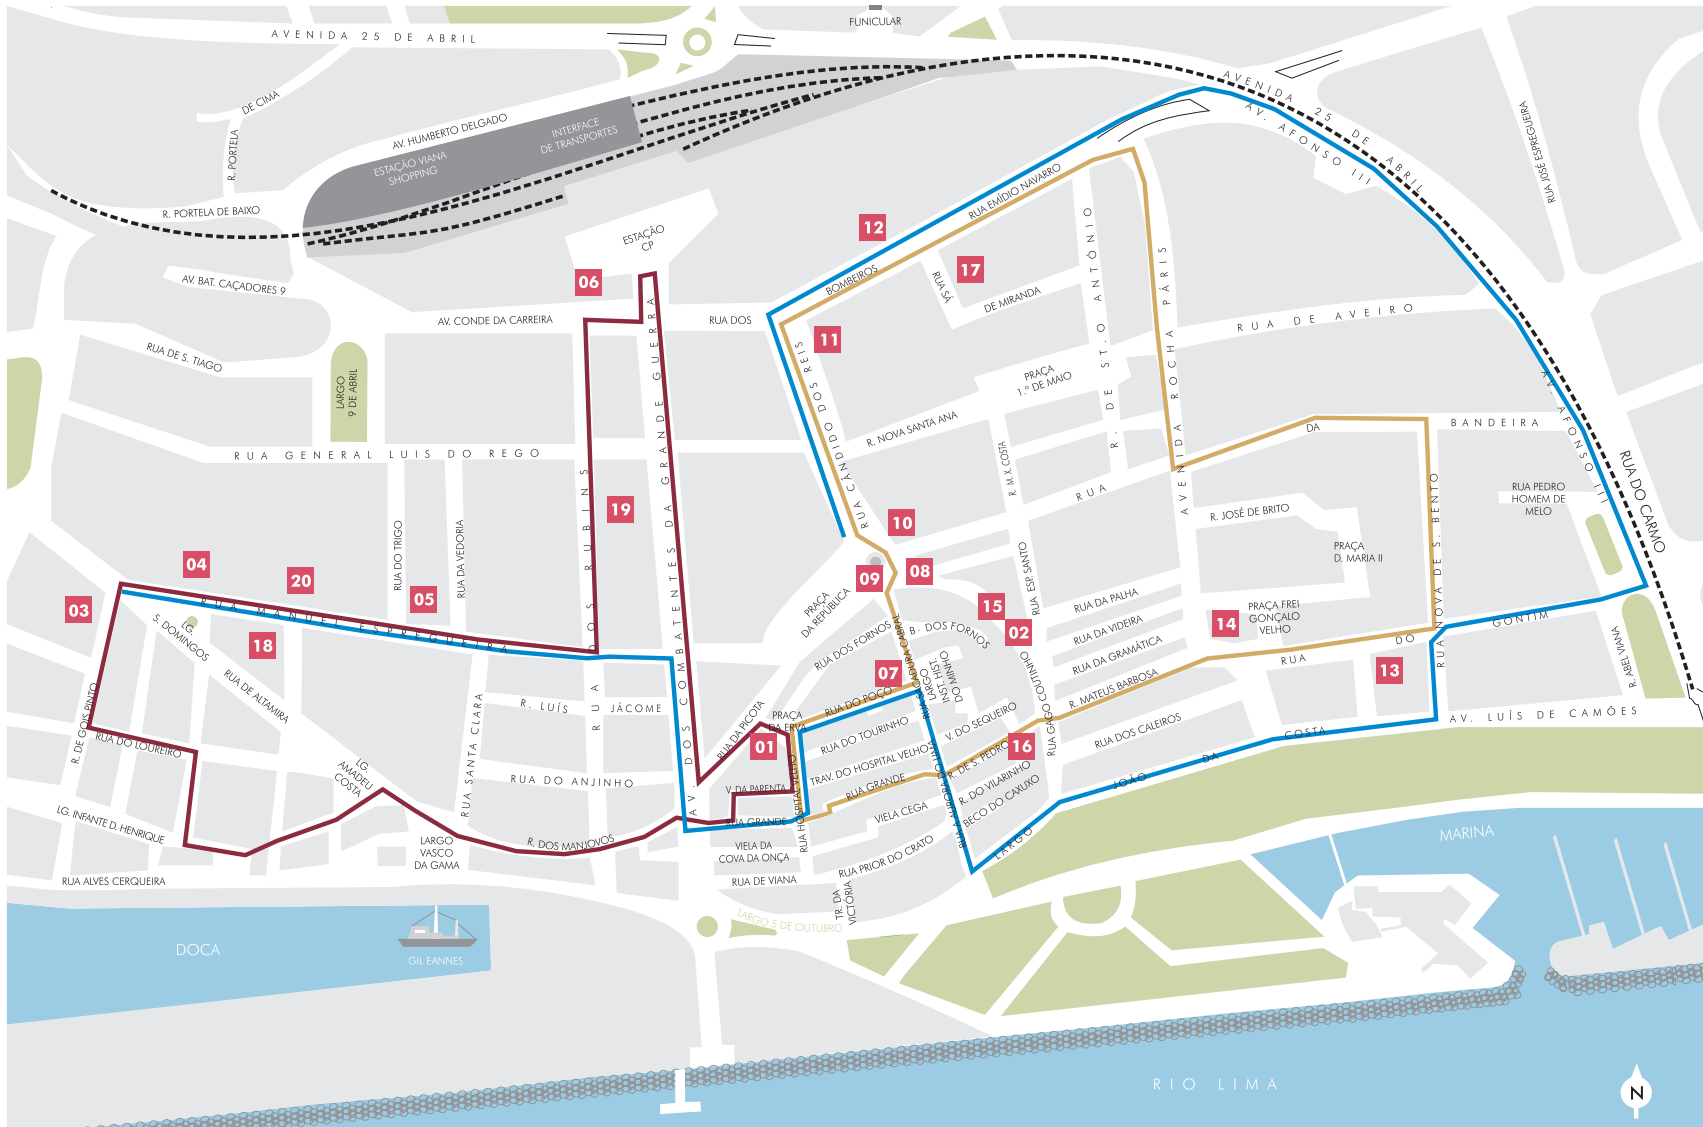 FUNICULAR
AVENIDA 25 DE ABRIL
AVENIDA 25 DE ABRIL
AV. AFONSO III
DE CIMA
R. PORTELA
AV. HUMBERTO DELGADO
INTERFACE
DE TRANSPORTES
ESTAÇÃO VIANA
SHOPPING
RUA JOSÉ ESPREGUEIRA
R. PORTELA DE BAIXO
ESTAÇÃO
CP
12
RUA EMÍDIO NAVARRO
BOMBEIROS
17
RUA SÁ
DE MIRANDA
06
AV. BAT. CAÇADORES 9
AV. CONDE DA CARREIRA
RUA DOS
11
RUA DE AVEIRO
R. DE ST.O ANTÓNIO
AVENIDA ROCHA PÁRIS
RUA DE S. TIAGO
LARGO
9 DE ABRIL
PRAÇA
1.º DE MAIO
RUA CÂNDIDO DOS REIS
R. NOVA SANTA ANA
R. M. X. COSTA
RUA
DA
BANDEIRA
AV. AFONSO III
RUA DO CARMO
RUA GENERAL LUIS DO REGO
RUA DOS RUBINS
AV. DOS COMBATENTES DA GRANDE GUERRA
19
RUA DO TRIGO
RUA DA VEDORIA
10
R. JOSÉ DE BRITO
RUA PEDRO
HOMEM DE
MELO
PRAÇA
D. MARIA II
RUA NOVA DE S. BENTO
04
20
05
03
18
RUA MANUEL ESPREGUEIRA
LG.
S. DOMINGOS
09
08
PRAÇA
DA REPÚBLICA
15
02
RUA ESP. SANTO
RUA DA PALHA
RUA DA VIDEIRA
RUA DA GRAMÁTICA
14
PRAÇA FREI
GONÇALO
VELHO
GONTIM
DO
RUA
13
R. ABEL VIANA
RUA DOS FORNOS
B. DOS FORNOS
RUA SACADURA CABRAL
LARGO
INST. HIST.
DO MINHO
07
RUA GAGO COUTINHO
R. MATEUS BARBOSA
RUA DOS CALEIROS
AV. LUÍS DE CAMÕES
RUA DE ALTAMIRA
R. DE GOIS PINTO
RUA DO LOUREIRO
R. LUÍS
JÁCOME
RUA SANTA CLARA
RUA DA PICOTA
PRAÇA
DA ERVA
RUA DO POÇO
RUA DO TOURINHO
V. DO SEQUEIRO
16
01
TRAV. DO HOSPITAL VELHO
R. DE S. PEDRO
RUA GRANDE
R. DO VILARINHO
BECO DO CAXUXO
RUA HOSPITAL VELHO
V. DA PARENTA
RUA GRANDE
VIELA CEGA
LARGO
JOÃO
DA
COSTA
RUA DO ANJINHO
LG.
AMADEU
COSTA
LG. INFANTE D. HENRIQUE
R. DOS MANJOVOS
LARGO
VASCO
DA GAMA
VIELA DA
COVA DA ONÇA
RUA PRIOR DO CRATO
RUA DE VIANA
TR. DA
VICTÓRIA
RUA ALVES CERQUEIRA
LARGO 5 DE OUTUBRO
MARINA
DOCA
GIL EANNES
RIO LIMA
N